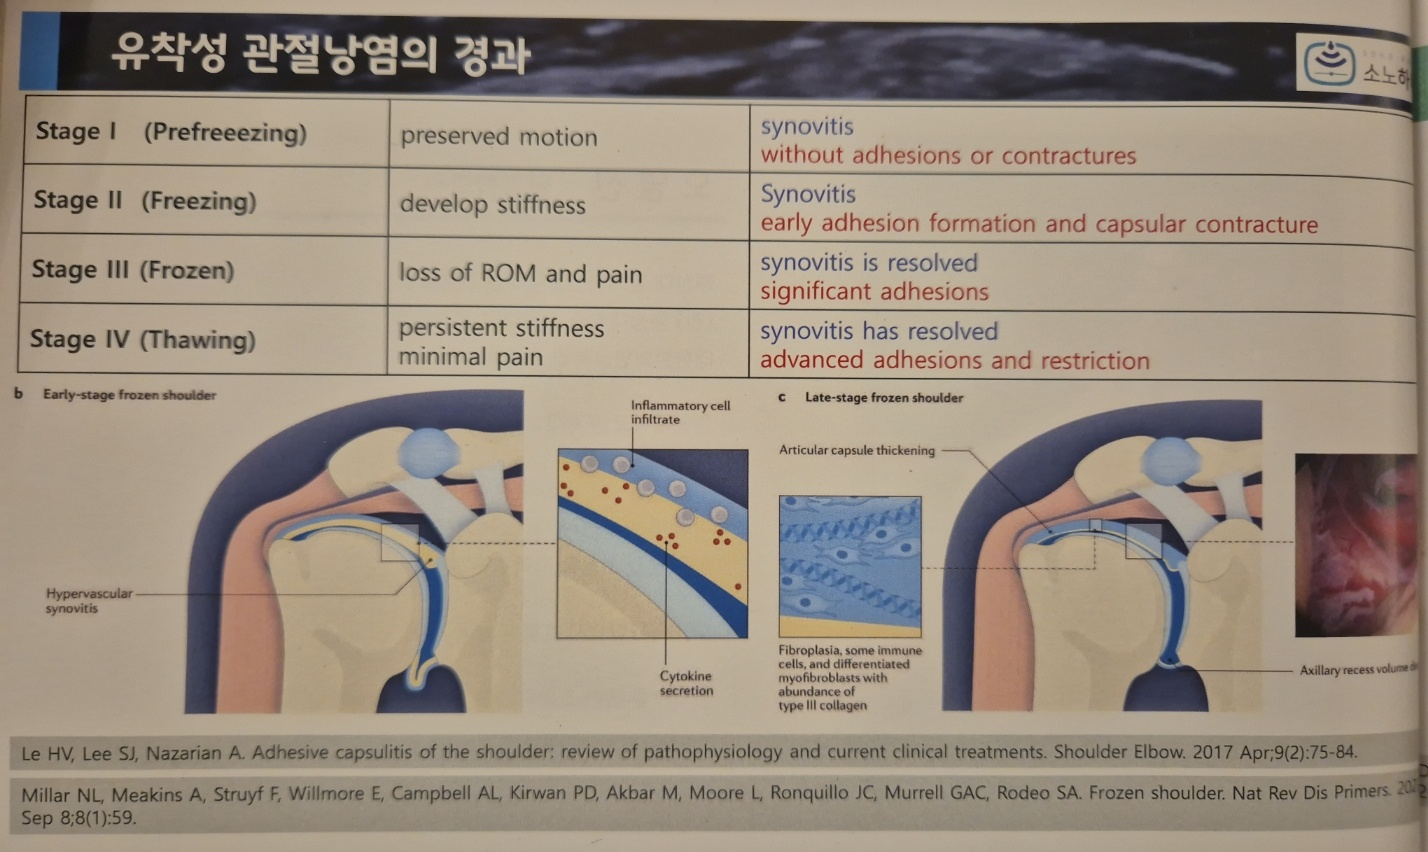 유착성 관절낭염의 경과
소노하
Stage I (Prefreeezing)
preserved motion
synovitis
without adhesions or contractures
Stage II (Freezing)
develop stiffness
Synovitis
early adhesion formation and capsular contracture
Stage III (Frozen)
loss of ROM and pain
synovitis is resolved
significant adhesions
Stage IV (Thawing)
persistent stiffness
minimal pain
synovitis has resolved
advanced adhesions and restriction
b Early-stage frozen shoulder
Inflammatory cell
infiltrate
Hypervascular
synovitis
Cytokine
secretion
c Late-stage frozen shoulder
Articular capsule thickening
Fibroplasia, some immune
cells, and differentiated
myofibroblasts with
abundance of
type III collagen
Axillary recess volume
Le HV, Lee SJ, Nazarian A. Adhesive capsulitis of the shoulder: review of pathophysiology and current clinical treatments. Shoulder Elbow. 2017 Apr;9(2):75-84.
Millar NL, Meakins A, Struyf F, Willmore E, Campbell AL, Kirwan PD, Akbar M, Moore L, Ronquillo JC, Murrell GAC, Rodeo SA. Frozen shoulder. Nat Rev Dis Primers.
Sep 8;8(1):59.